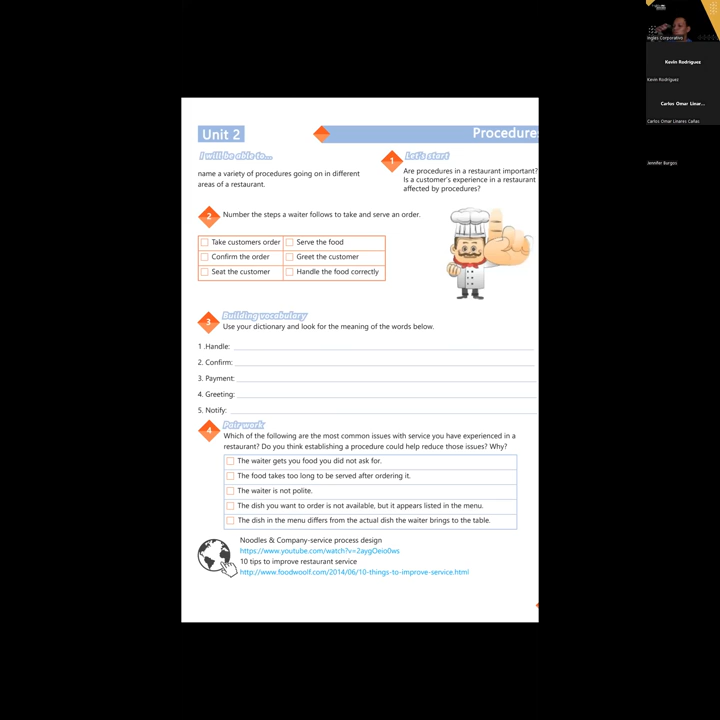 Unit 2
Procedure
I will be able to...
name a variety of procedures going on in different
areas of a restaurant.
1
Let's start
Are procedures in a restaurant important?
Is a customer's experience in a restaurant
affected by procedures?
2
Number the steps a waiter follows to take and serve an order.
Take customers order
Serve the food
Confirm the order
Greet the customer
Seat the customer
Handle the food correctly
3
Building vocabulary
Use your dictionary and look for the meaning of the words below.
1 .Handle:
2. Confirm:
3. Payment:
4. Greeting:
5. Notify:
4
Pair work
Which of the following are the most common issues with service you have experienced in a
restaurant? Do you think establishing a procedure could help reduce those issues? Why?
The waiter gets you food you did not ask for.
The food takes too long to be served after ordering it.
The waiter is not polite.
The dish you want to order is not available, but it appears listed in the menu.
The dish in the menu differs from the actual dish the waiter brings to the table.
Noodles & Company-service process design
https://www.youtube.com/watch?v=2aygOeio0ws
10 tips to improve restaurant service
http://www.foodwoolf.com/2014/06/10-things-to-improve-service.html
Ingles Corporativo
Kevin Rodriguez
Kevin Rodriguez
Carlos Omar Linar...
Carlos Omar Linares Cañas
Jennifer Burgos